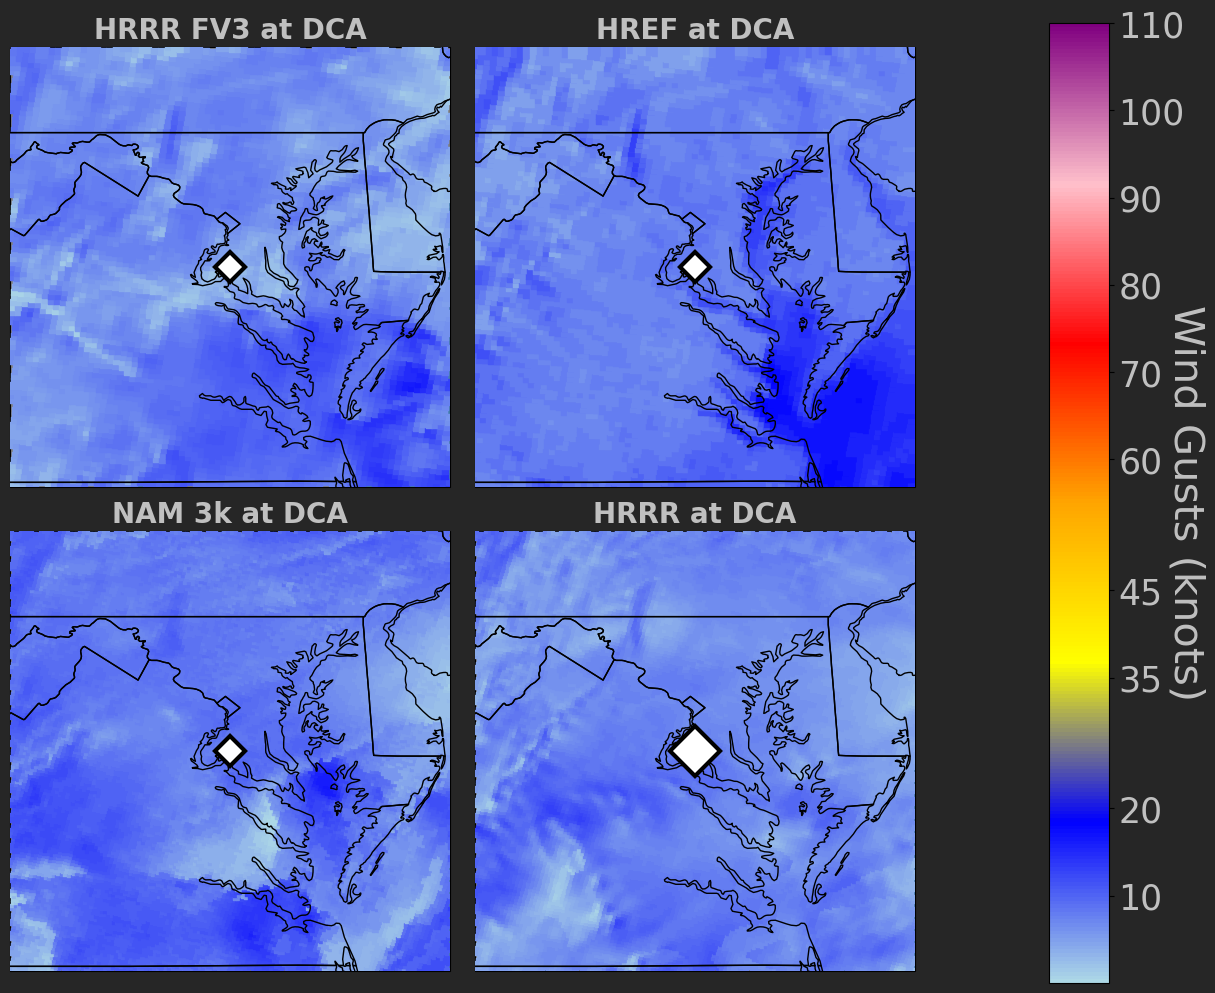 HRRR FV3 at DCA
HREF at DCA
NAM 3k at DCA
HRRR at DCA
110
100
90
80
70
60
45
35
20
10
Wind Gusts (knots)